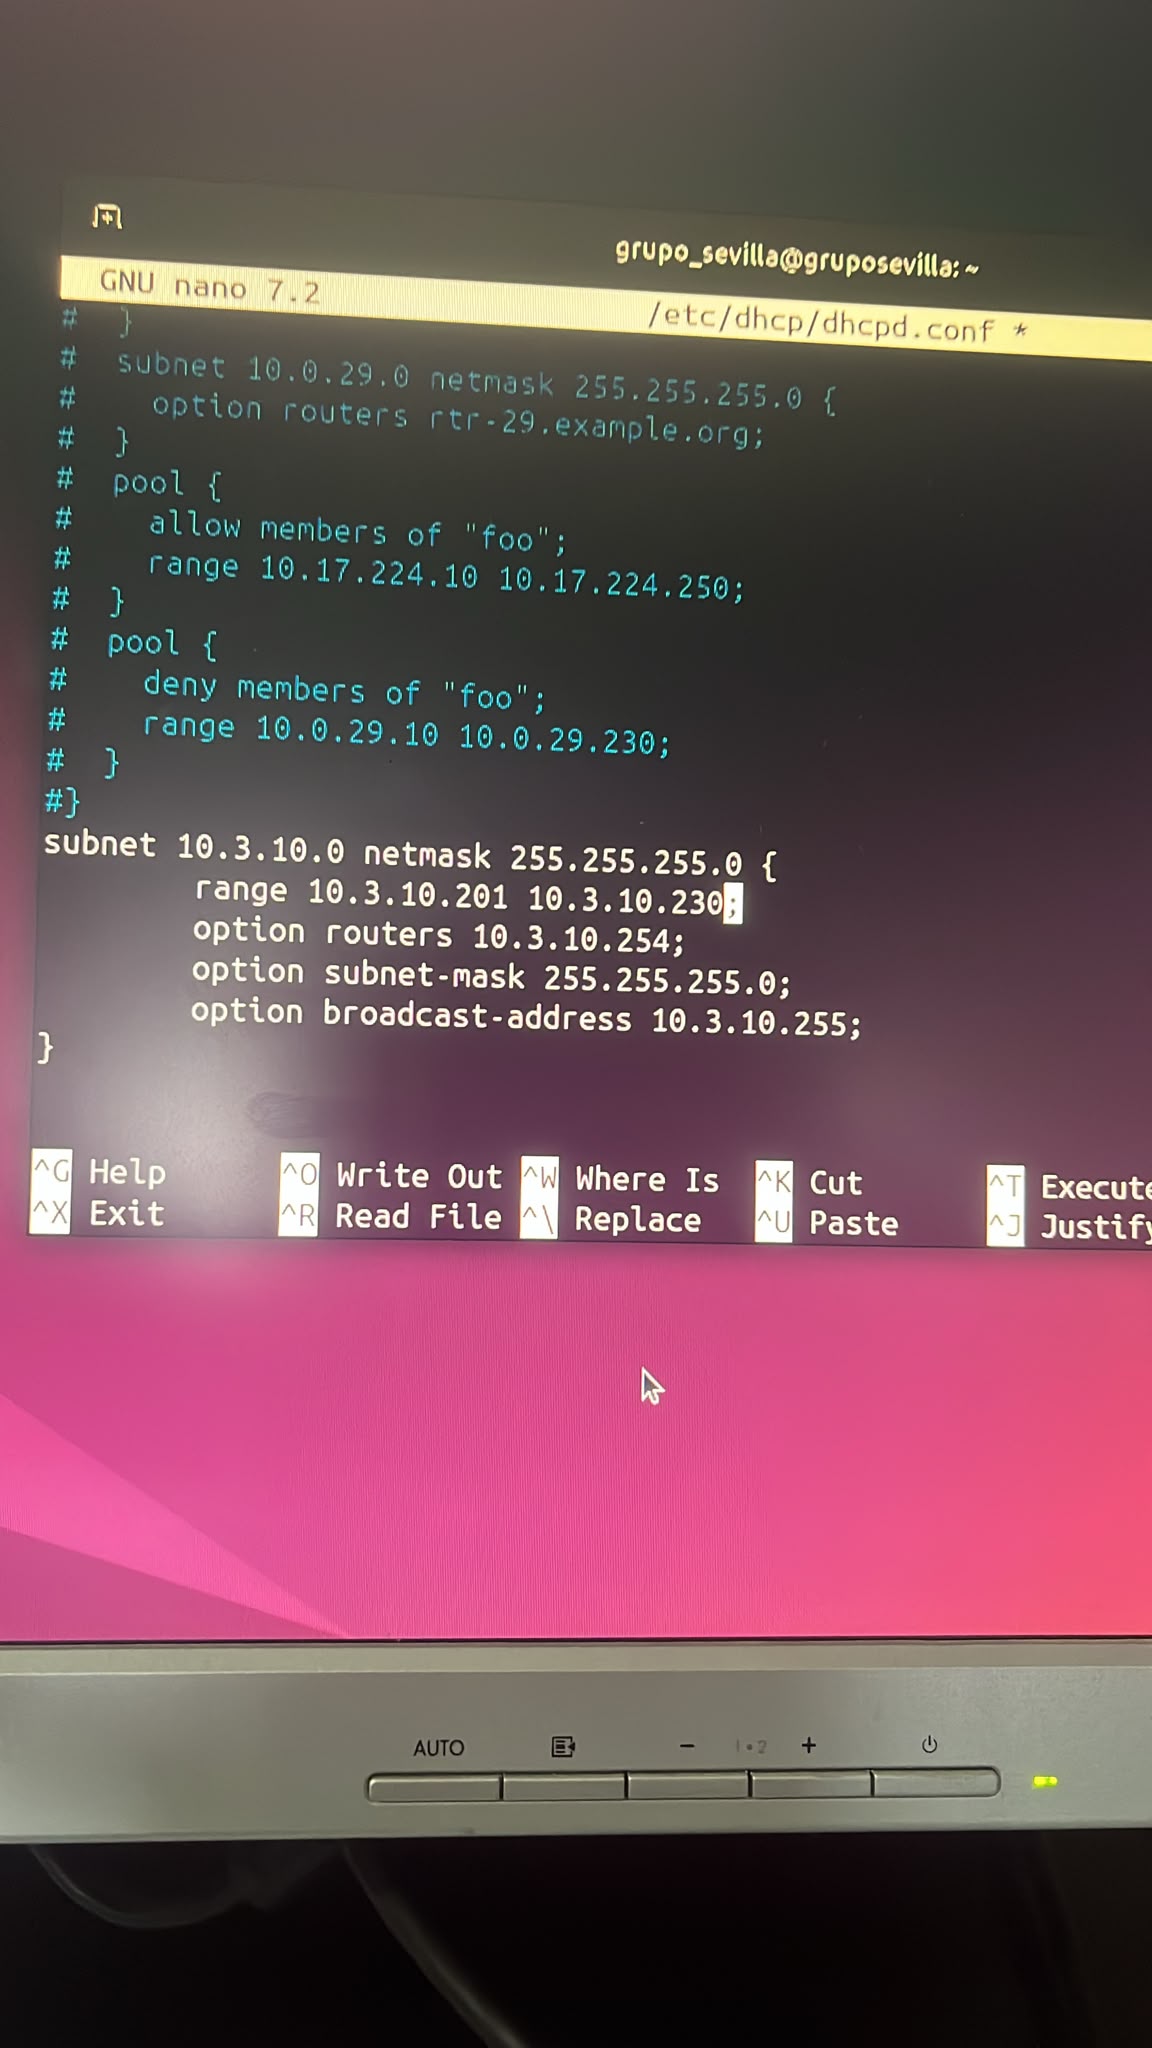 grupo_sevilla@gruposevilla: ~
GNU nano 7.2 /etc/dhcp/dhcpd.conf *
#  }
#  subnet 10.0.29.0 netmask 255.255.255.0 {
#    option routers rtr-29.example.org;
#  }
#  pool {
#    allow members of "foo";
#    range 10.17.224.10 10.17.224.250;
#  }
#  pool {
#    deny members of "foo";
#    range 10.0.29.10 10.0.29.230;
#  }
#}
subnet 10.3.10.0 netmask 255.255.255.0 {
        range 10.3.10.201 10.3.10.230;
        option routers 10.3.10.254;
        option subnet-mask 255.255.255.0;
        option broadcast-address 10.3.10.255;
}
^G Help ^O Write Out ^W Where Is ^K Cut ^T Execute
^X Exit ^R Read File ^\ Replace ^U Paste ^J Justify
AUTO - 1•2 +